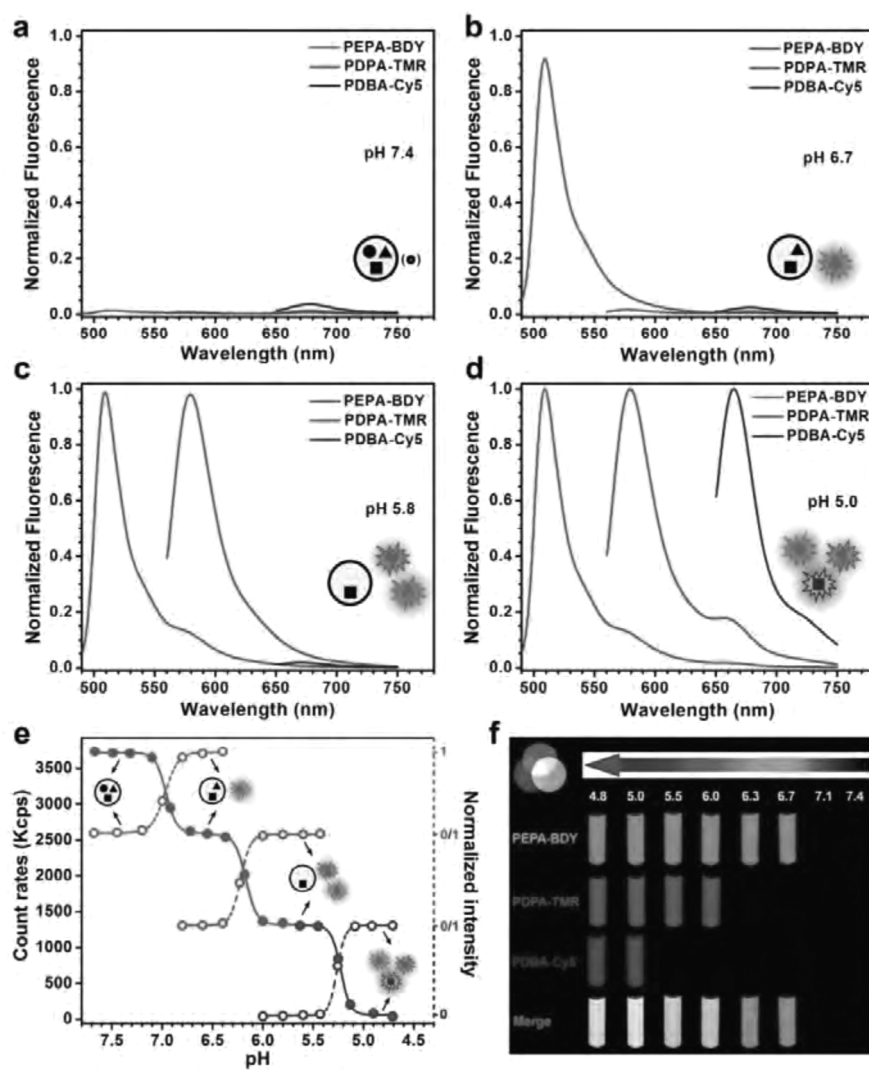 a
PEPA-BDY
PDPA-TMR
PDBA-Cy5
pH 7.4
Normalized Fluorescence
1.0
0.8
0.6
0.4
0.2
0.0
500 550 600 650 700 750
Wavelength (nm)
b
PEPA-BDY
PDPA-TMR
PDBA-Cy5
pH 6.7
Normalized Fluorescence
1.0
0.8
0.6
0.4
0.2
0.0
500 550 600 650 700 750
Wavelength (nm)
c
PEPA-BDY
PDPA-TMR
PDBA-Cy5
pH 5.8
Normalized Fluorescence
1.0
0.8
0.6
0.4
0.2
0.0
500 550 600 650 700 750
Wavelength (nm)
d
PEPA-BDY
PDPA-TMR
PDBA-Cy5
pH 5.0
Normalized Fluorescence
1.0
0.8
0.6
0.4
0.2
0.0
500 550 600 650 700 750
Wavelength (nm)
e
Count rates (Kcps)
3500
3000
2500
2000
1500
1000
500
0
7.5 7.0 6.5 6.0 5.5 5.0 4.5
pH
1
0/1
0/1
0
Normalized intensity
f
4.8 5.0 5.5 6.0 6.3 6.7 7.1 7.4
PEPA-BDY
PDPA-TMR
PDBA-Cy5
Merge